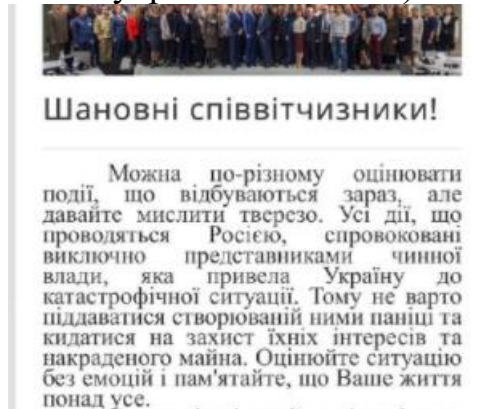 Шановні співвітчизники!
Можна по-різному оцінювати
події, що відбуваються зараз, але
давайте мислити тверезо. Усі дії, що
проводяться Росією, спровоковані
виключно представниками чинної
влади, яка привела Україну до
катастрофічної ситуації. Тому не варто
піддаватися створюваній ними паніці та
кидатися на захист їхніх інтересів та
накраденого майна. Оцінюйте ситуацію
без емоцій і пам'ятайте, що Ваше життя
понад усе.